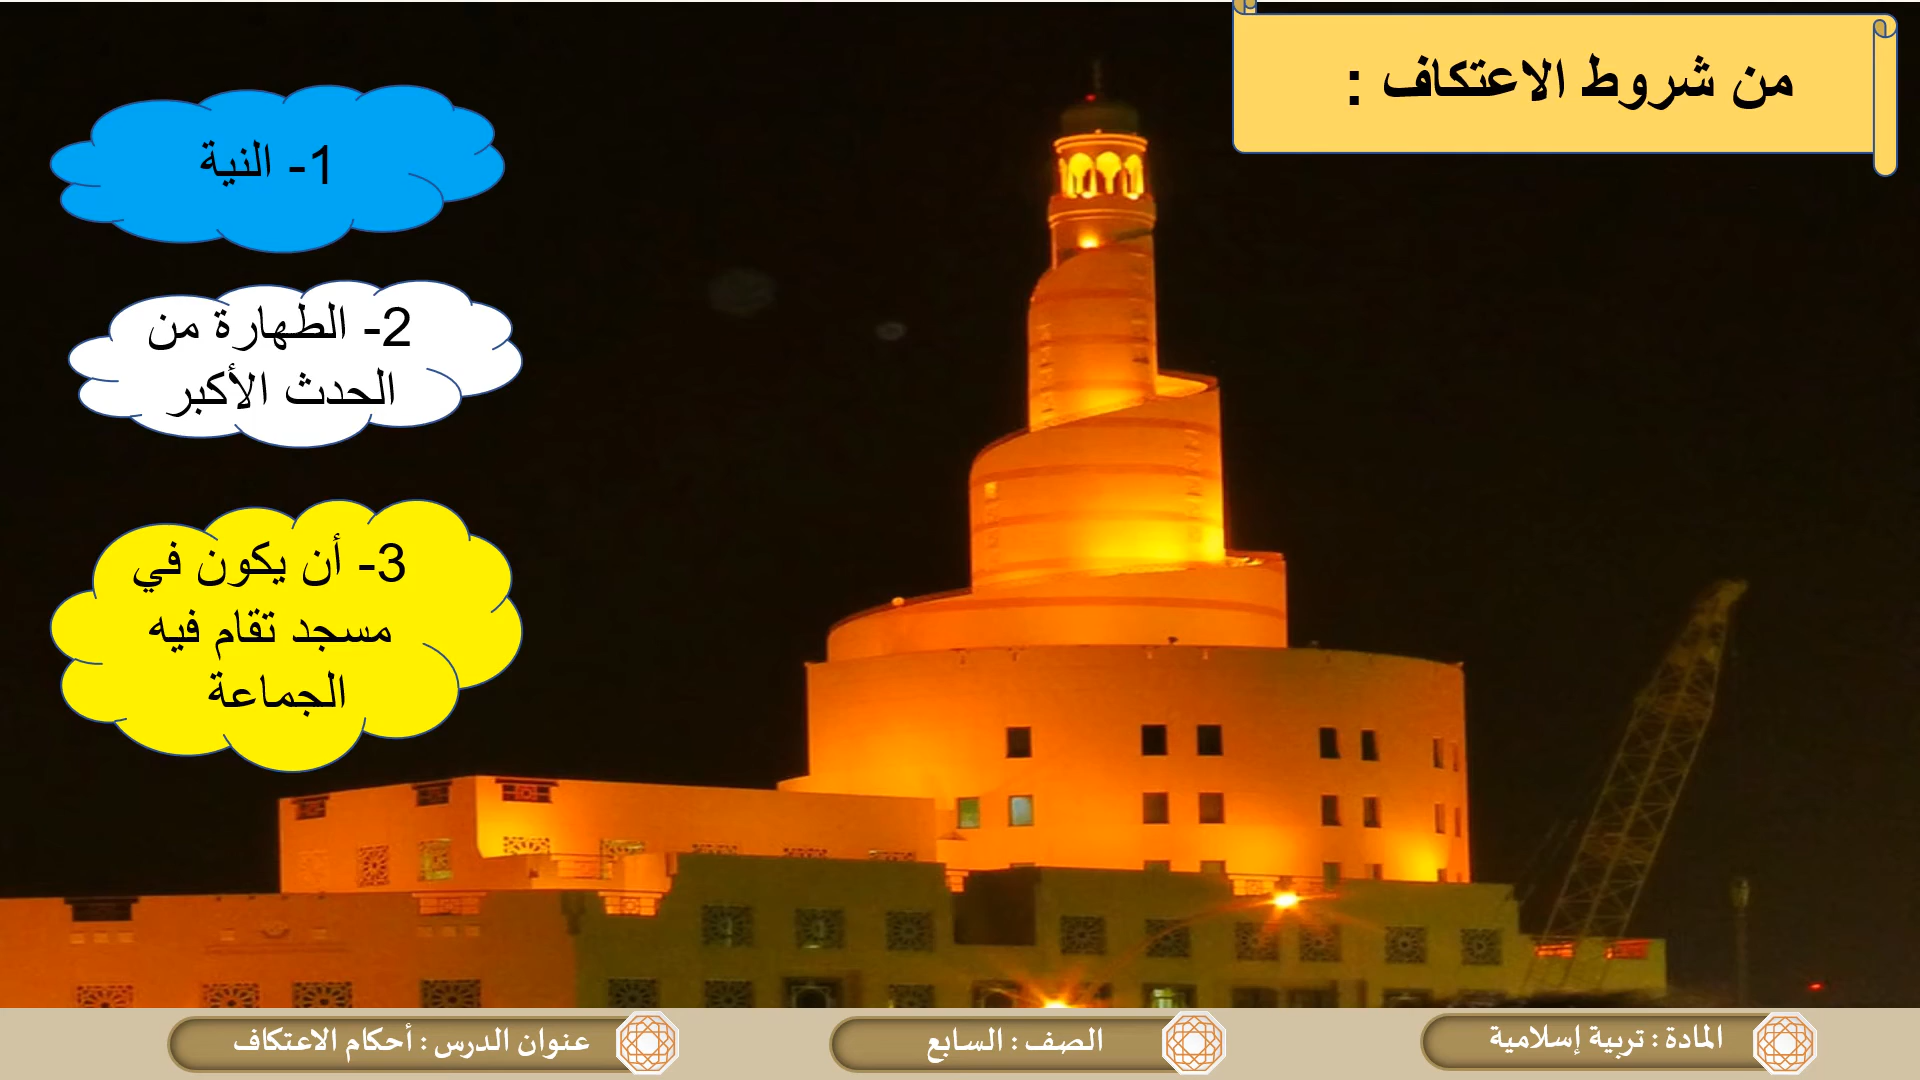 من شروط الاعتكاف :
1- النية
2- الطهارة من
الحدث الأكبر
3- أن يكون في
مسجد تقام فيه
الجماعة
المادة : تربية إسلامية
الصف : السابع
عنوان الدرس : أحكام الاعتكاف